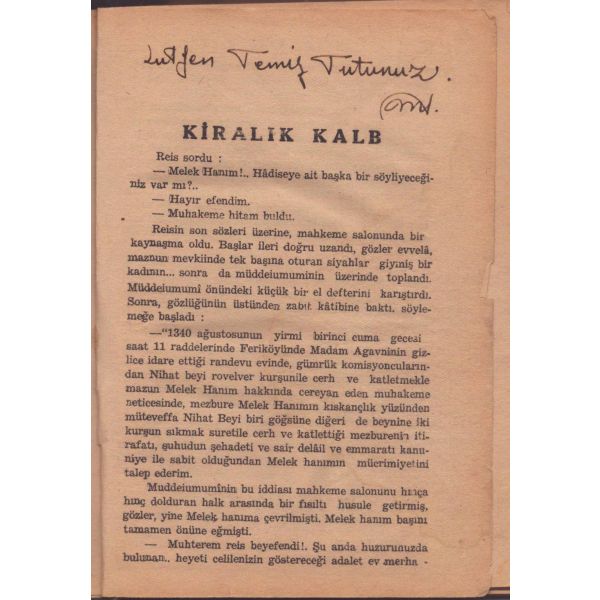 Lutfen Temiz Tutunuz.
KİRALIK KALB
Reis sordu :
— Melek Hanım!.. Hâdiseye ait başka bir söyliyeceği-
niz var mı?..
— Hayır efendim.
— Muhakeme hitam buldu.
Reisin son sözleri üzerine, mahkeme salonunda bir
kaynaşma oldu. Başlar ileri doğru uzandı, gözler evvelâ,
maznun mevkiinde tek başına oturan siyahlar giyiniş bir
kadının... sonra da müddeiumuminin üzerinde toplandı.
Müddeiumumî önündeki küçük bir el defterini karıştırdı.
Sonra, gözlüğünün üstünden zabıt kâtibine baktı, söyle-
meğe başladı :
—"1340 ağustosunun yirmi birinci cuma gecesi
saat 11 raddelerinde Feriköyünde Madam Agavninin giz-
lice idare ettiği randevu evinde, gümrük komisyoncuların-
dan Nihat beyi rovelver kurşunile cerh ve katletmekle
mazun Melek Hanım hakkında cereyan eden muhakeme
neticesinde, mezbure Melek Hanımın kıskançlık yüzünden
müteveffa Nihat Beyi biri göğsüne diğeri de beynine iki
kurşun sıkmak suretile cerh ve katlettiği mezburenin iti-
rafatı, şuhudun şehadeti ve sair delâil ve emmaratı kanu-
niye ile sabit olduğundan Melek hanımın mücrimiyetini
talep ederim.
Muddeiumumînin bu iddiası mahkeme salonunu hınça
hınç dolduran halk arasında bir fısıltı husule getirmiş,
gözler, yine Melek hanıma çevrilmişti. Melek hanım başını
tamamen önüne eğmişti.
— Muhterem reis beyefendi!. Şu anda huzurunuzda
bulunan.. heyeti celilenizin göstereceği adalet ev merha -